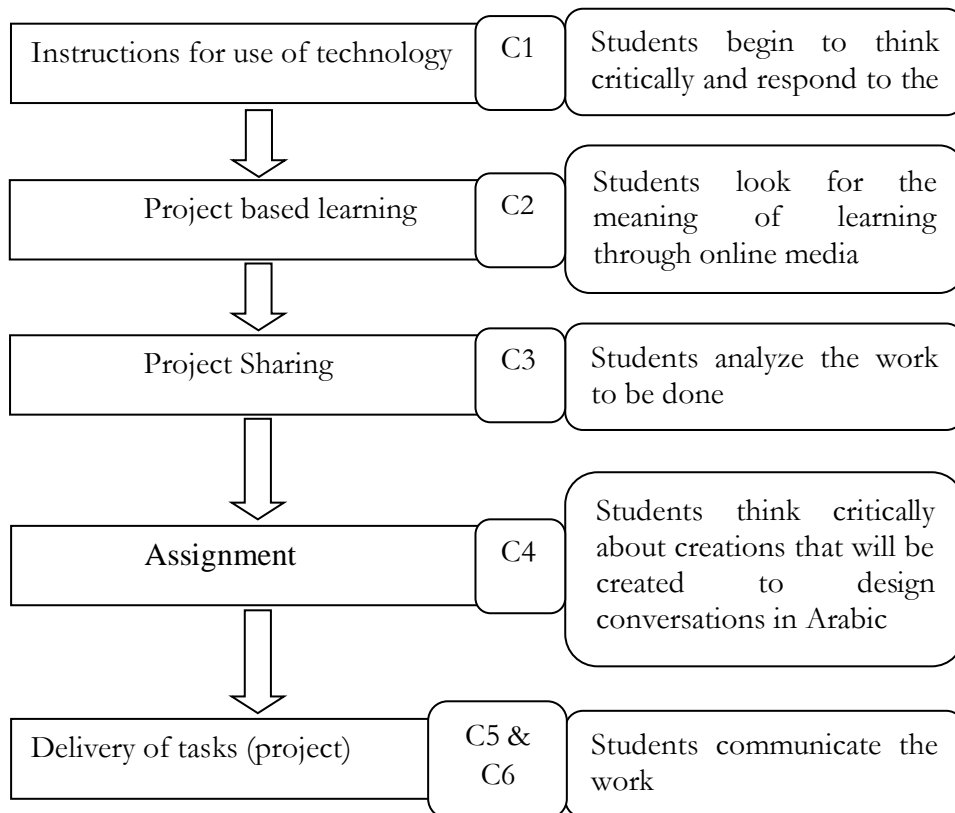 Instructions for use of technology
C1
Students begin to think
critically and respond to the
Project based learning
C2
Students look for the
meaning of learning
through online media
Project Sharing
C3
Students analyze the work
to be done
Assignment
C4
Students think critically
about creations that will be
created to design
conversations in Arabic
Delivery of tasks (project)
C5 &
C6
Students communicate the
work